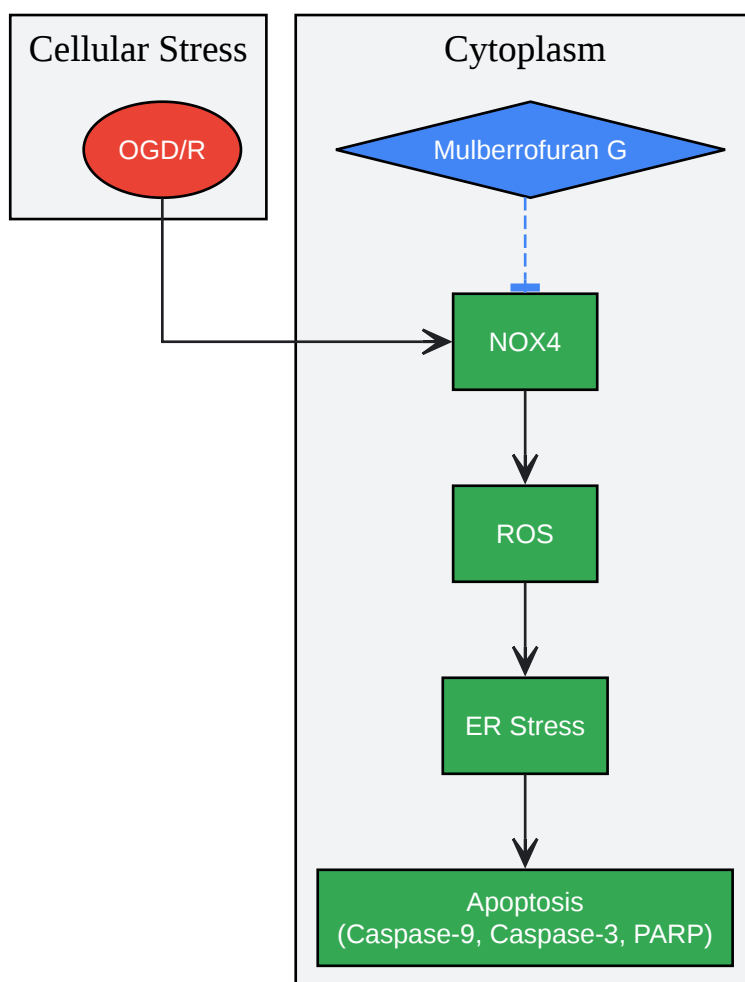 Cellular Stress
OGD/R
Cytoplasm
Mulberrofuran G
NOX4
ROS
ER Stress
Apoptosis
(Caspase-9, Caspase-3, PARP)